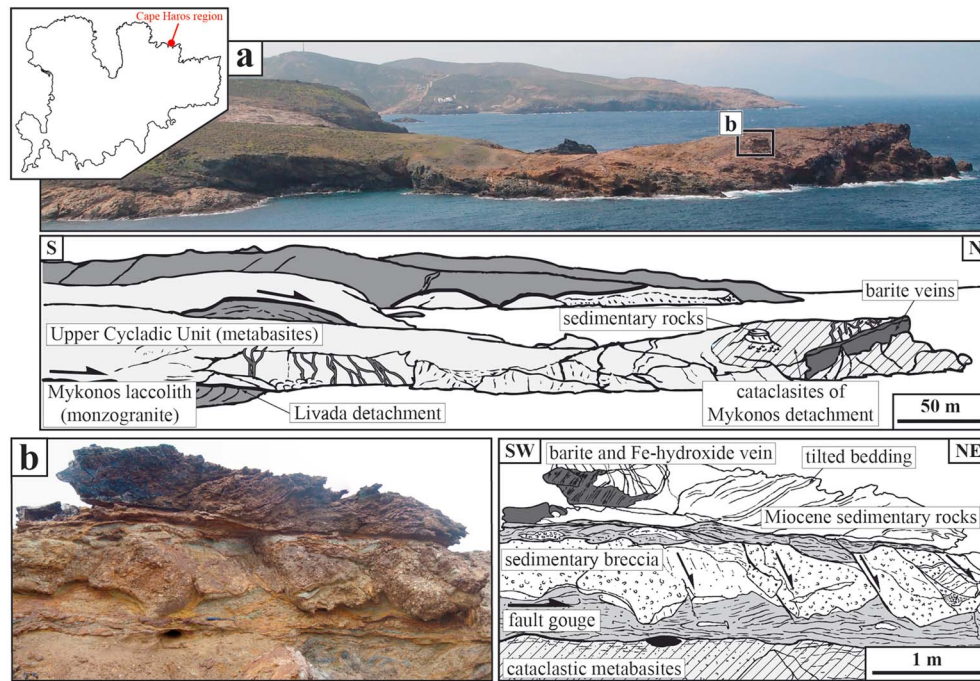 Cape Haros region
a
b
S
N
barite veins
sedimentary rocks
Upper Cycladic Unit (metabasites)
Mykonos laccolith
(monzogranite)
Livada detachment
cataclasites of
Mykonos detachment
50 m
b
SW
NE
barite and Fe-hydroxide vein
tilted bedding
Miocene sedimentary rocks
sedimentary breccia
fault gouge
cataclastic metabasites
1 m